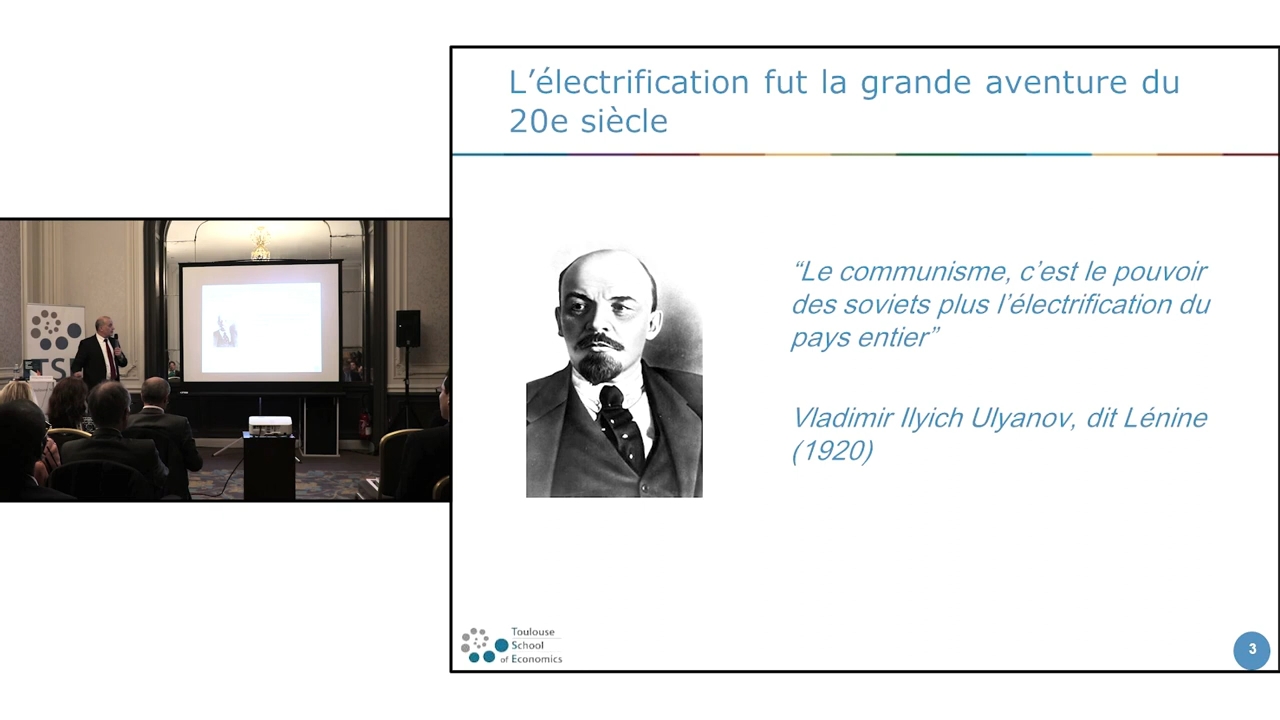 L’électrification fut la grande aventure du
20e siècle
“Le communisme, c’est le pouvoir
des soviets plus l’électrification du
pays entier”
Vladimir Ilyich Ulyanov, dit Lénine
(1920)
Toulouse
School
of Economics
3